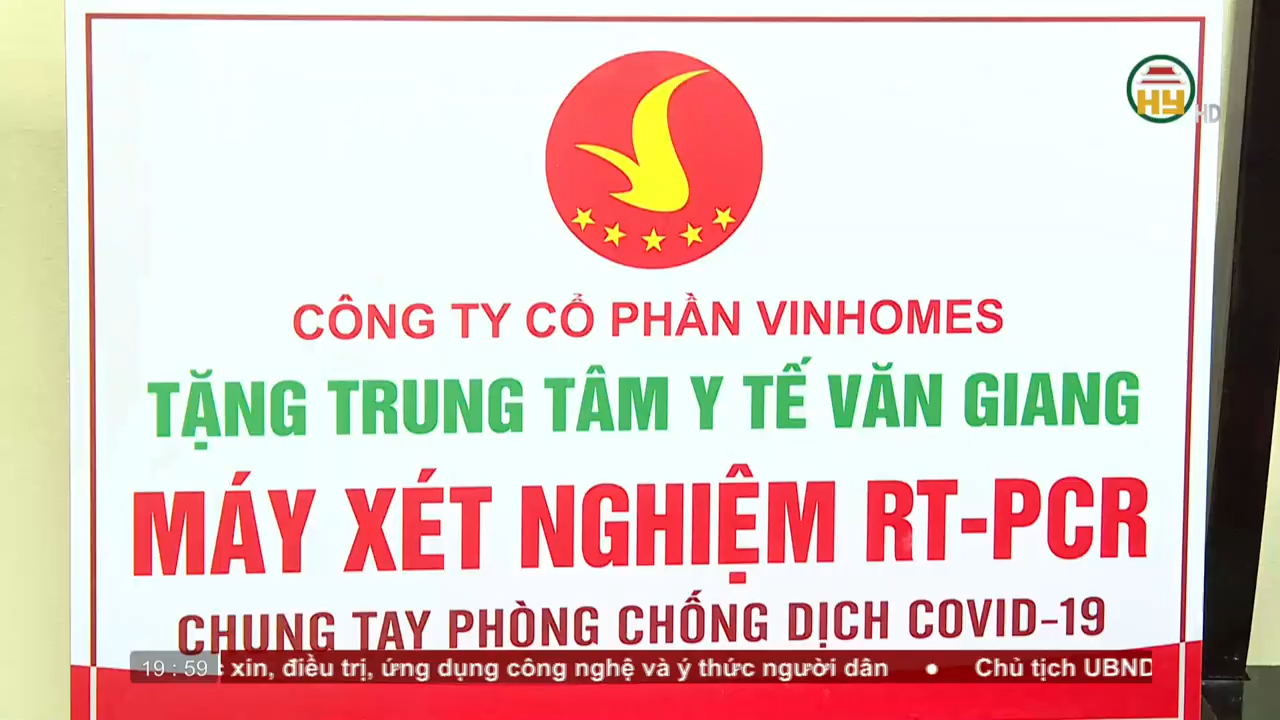 HY HD
CÔNG TY CỔ PHẦN VINHOMES
TẶNG TRUNG TÂM Y TẾ VĂN GIANG
MÁY XÉT NGHIỆM RT-PCR
CHUNG TAY PHÒNG CHỐNG DỊCH COVID-19
19:59 xin, điều trị, ứng dụng công nghệ và ý thức người dân • Chủ tịch UBND